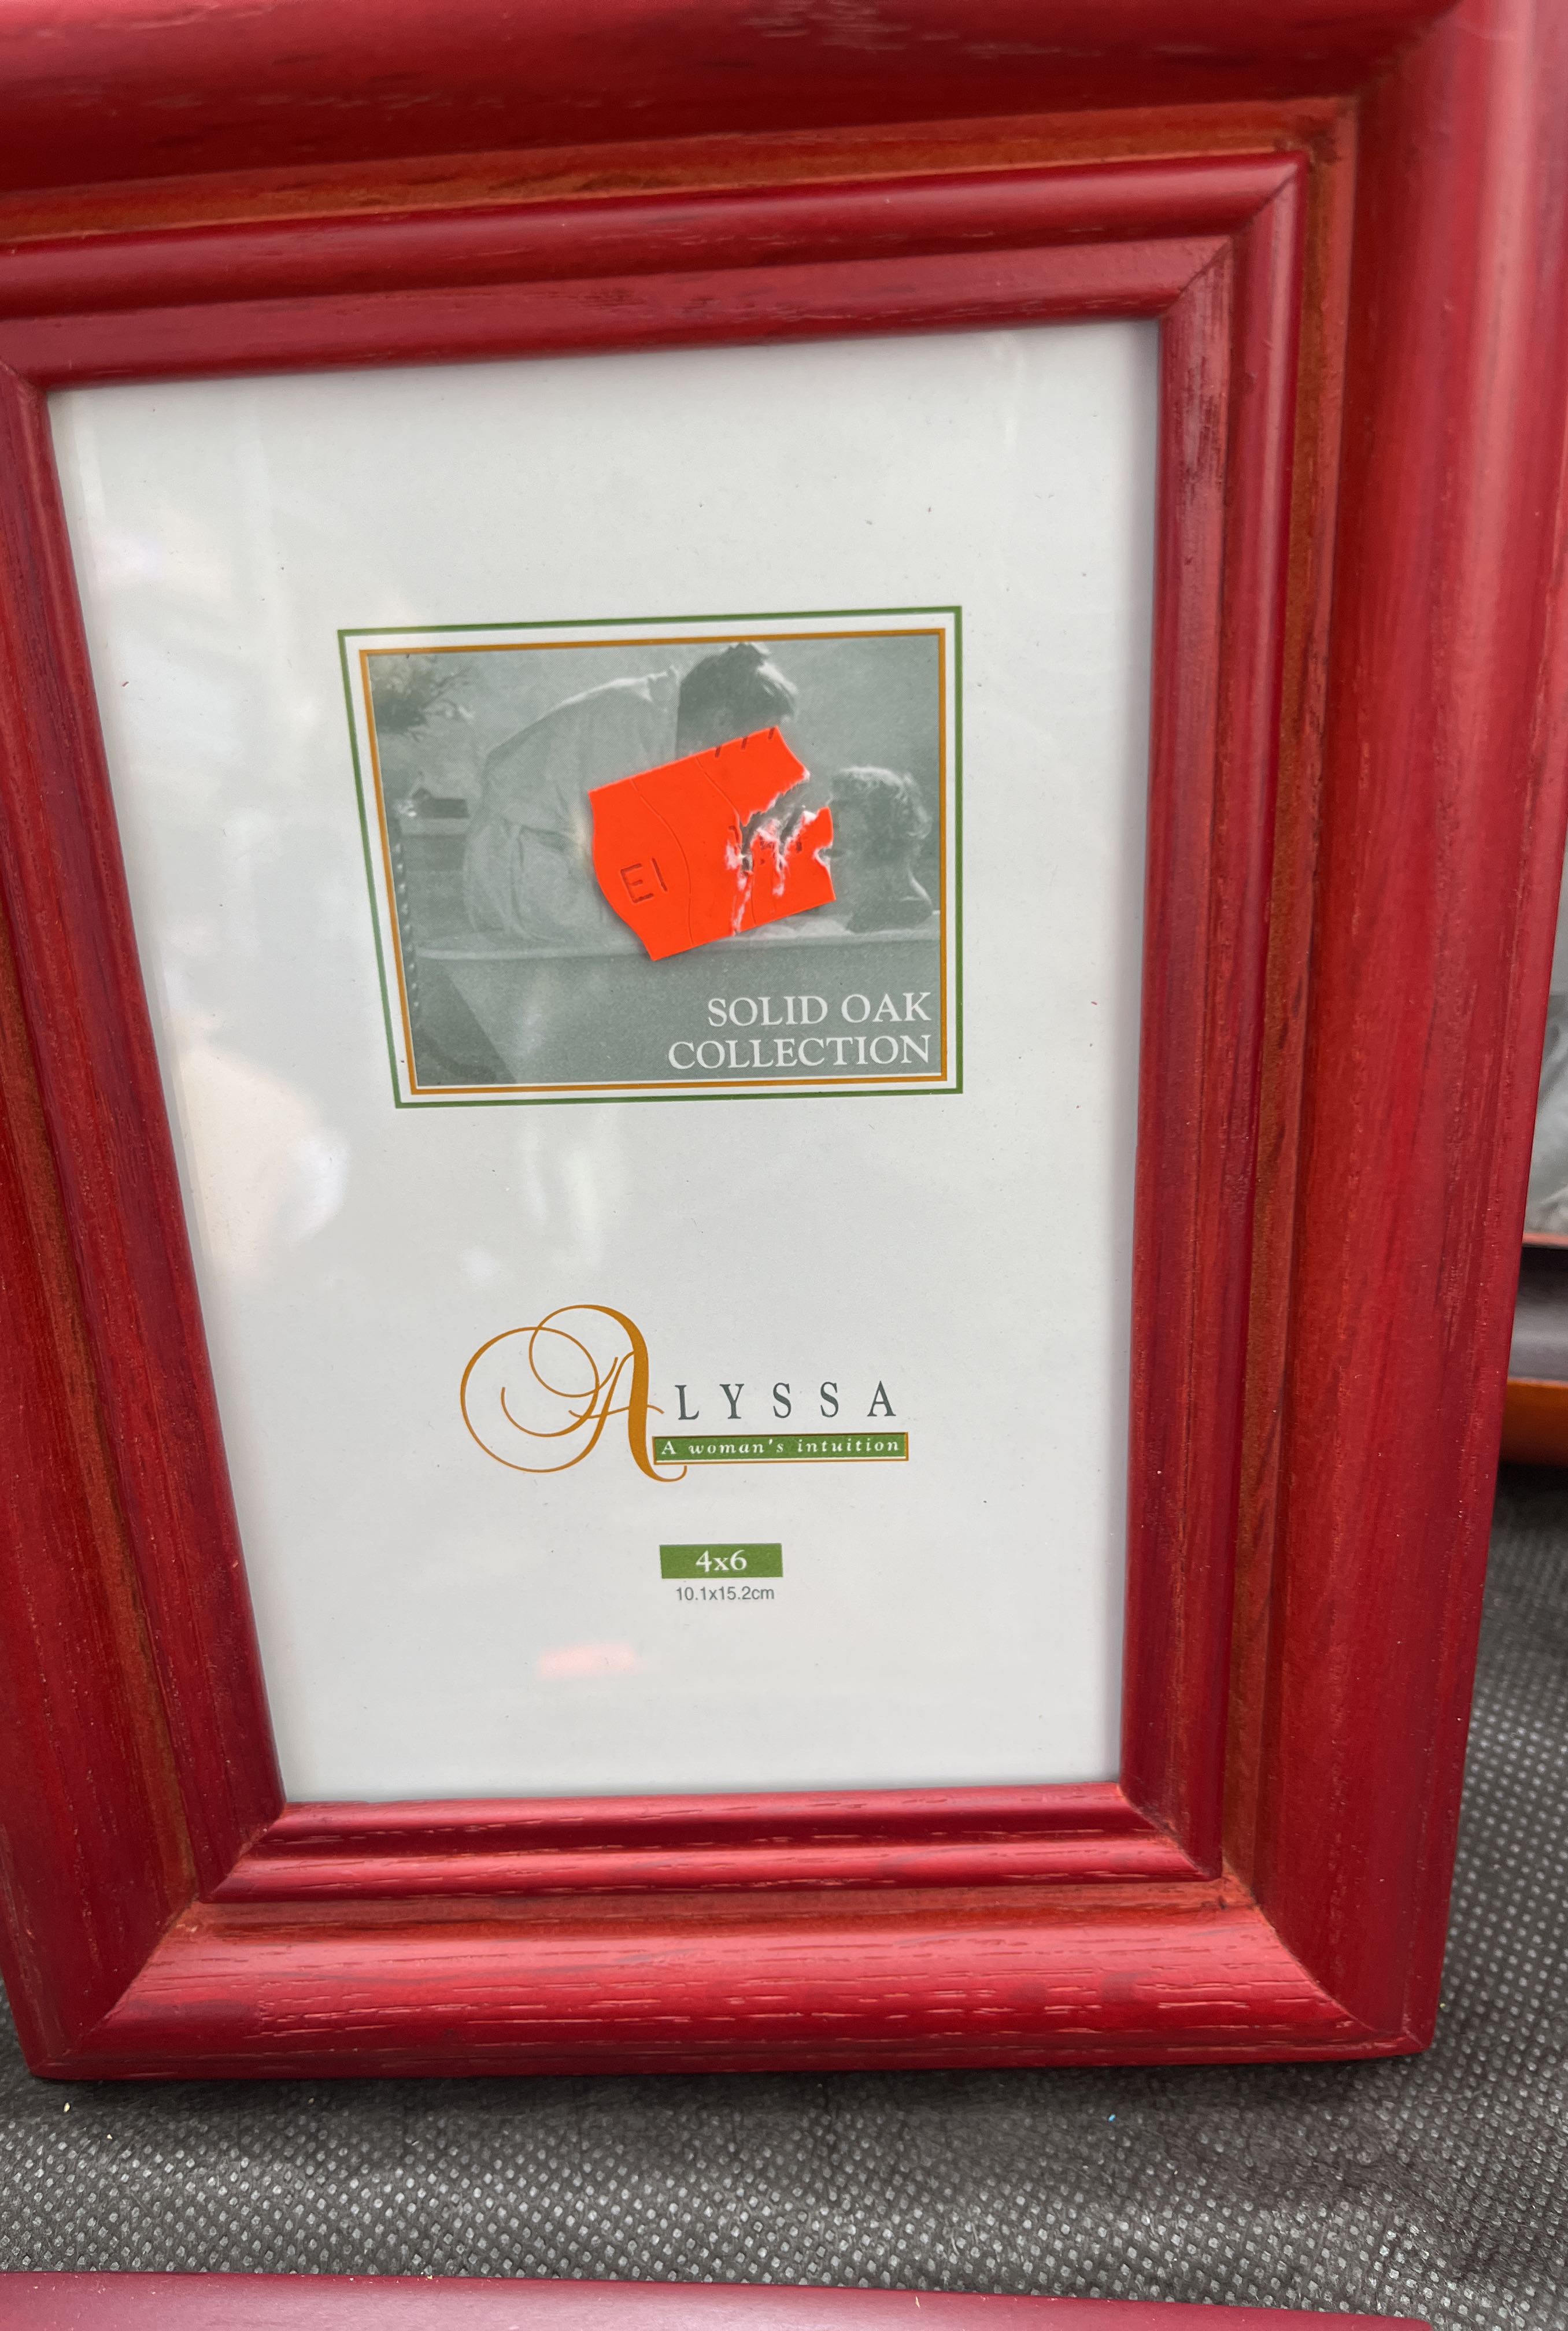 SOLID OAK
COLLECTION
ALYSSA
A woman's intuition
4x6
10.1x15.2cm